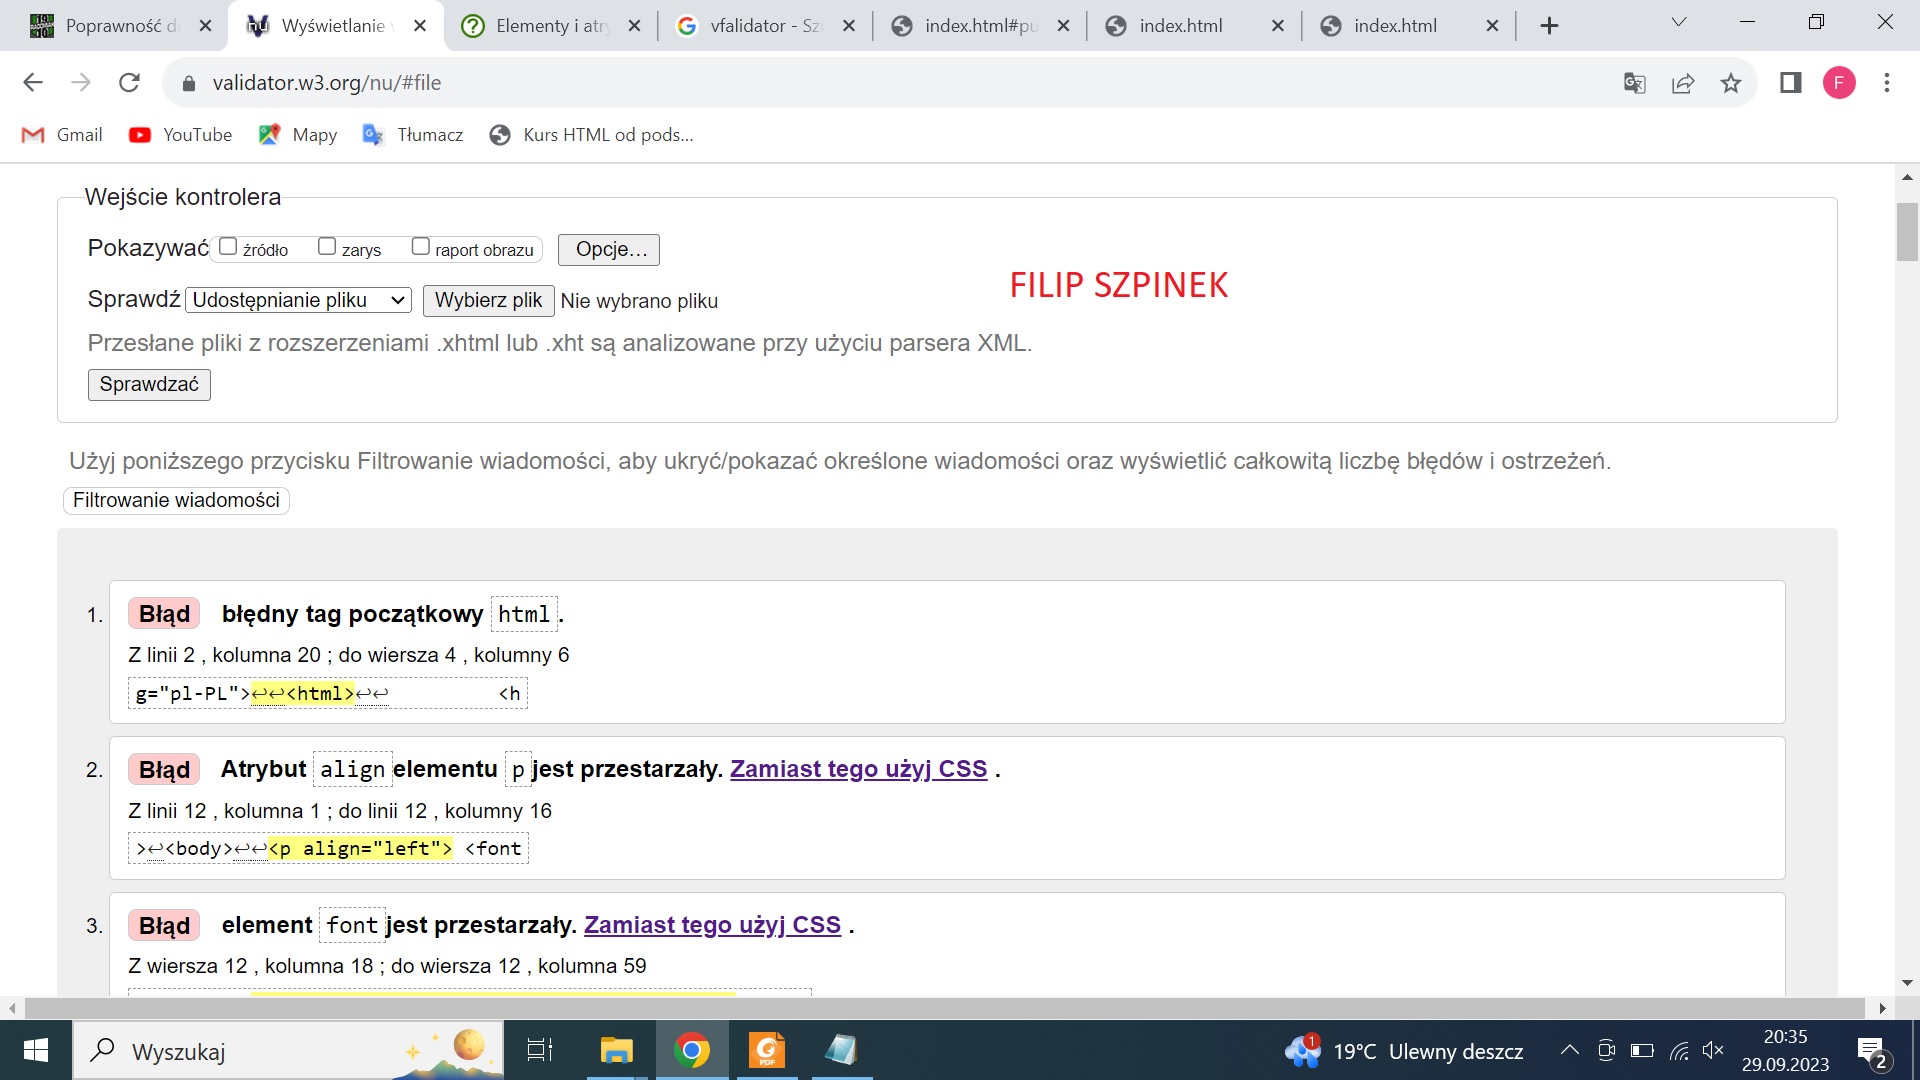 Poprawność d
Wyświetlanie
Elementy i atr
vfalidator - Sz
index.html#pu
index.html
index.html
validator.w3.org/nu/#file
F
Gmail
YouTube
Mapy
Tłumacz
Kurs HTML od pods...
Wejście kontrolera
Pokazywać źródło zarys raport obrazu Opcje...
FILIP SZPINEK
Sprawdź Udostępnianie pliku Wybierz plik Nie wybrano pliku
Przesłane pliki z rozszerzeniami .xhtml lub .xht są analizowane przy użyciu parsera XML.
Sprawdzać
Użyj poniższego przycisku Filtrowanie wiadomości, aby ukryć/pokazać określone wiadomości oraz wyświetlić całkowitą liczbę błędów i ostrzeżeń.
Filtrowanie wiadomości
1. Błąd błędny tag początkowy html.
Z linii 2 , kolumna 20 ; do wiersza 4 , kolumny 6
g="pl-PL">↩↩<html>↩↩ <h
2. Błąd Atrybut align elementu p jest przestarzały. Zamiast tego użyj CSS .
Z linii 12 , kolumna 1 ; do linii 12 , kolumny 16
>↩<body>↩↩<p align="left"> <font
3. Błąd element font jest przestarzały. Zamiast tego użyj CSS .
Z wiersza 12 , kolumna 18 ; do wiersza 12 , kolumna 59
Wyszukaj
PDF
1
19°C Ulewny deszcz
20:35
29.09.2023
2